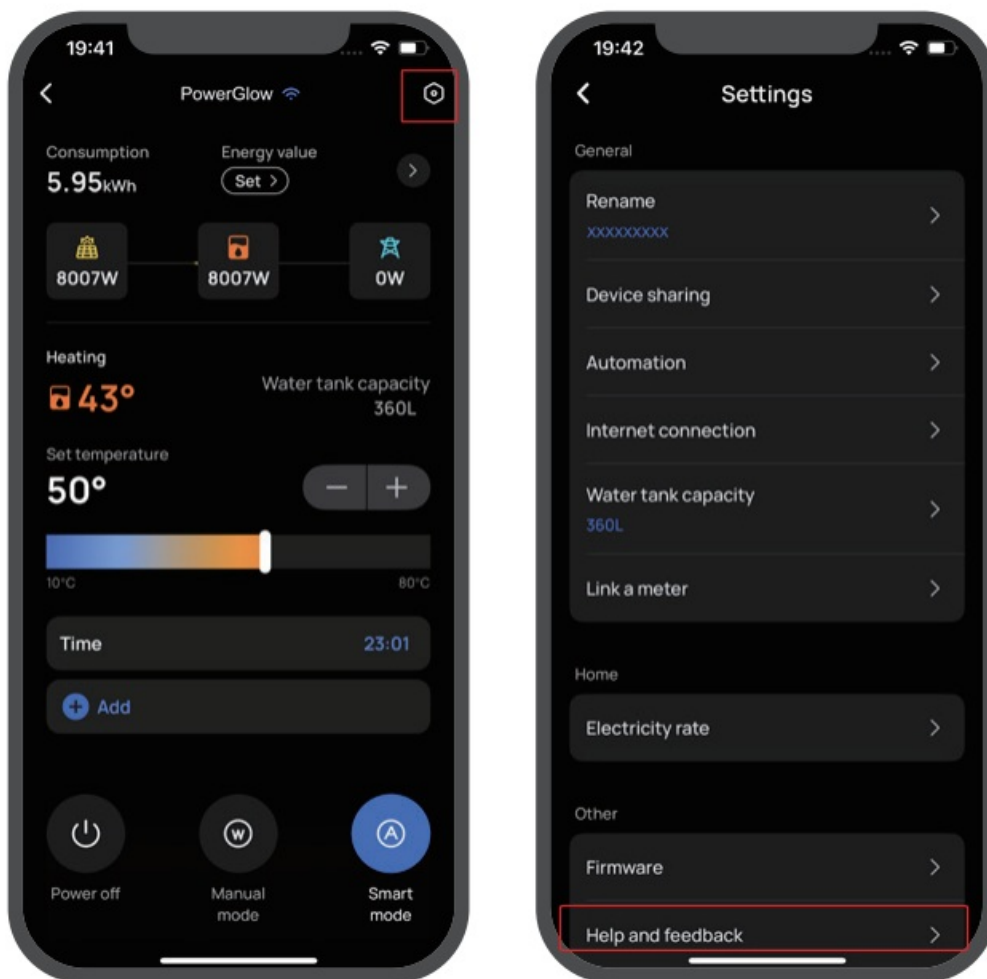 19:41
PowerGlow
Consumption
Energy value
5.95kWh
Set >
8007W
8007W
0W
Heating
43°
Water tank capacity
360L
Set temperature
50°
10°C
80°C
Time
23:01
Add
W
A
Power off
Manual
mode
Smart
mode
19:42
Settings
General
Rename
xxxxxxxxx
Device sharing
Automation
Internet connection
Water tank capacity
360L
Link a meter
Home
Electricity rate
Other
Firmware
Help and feedback